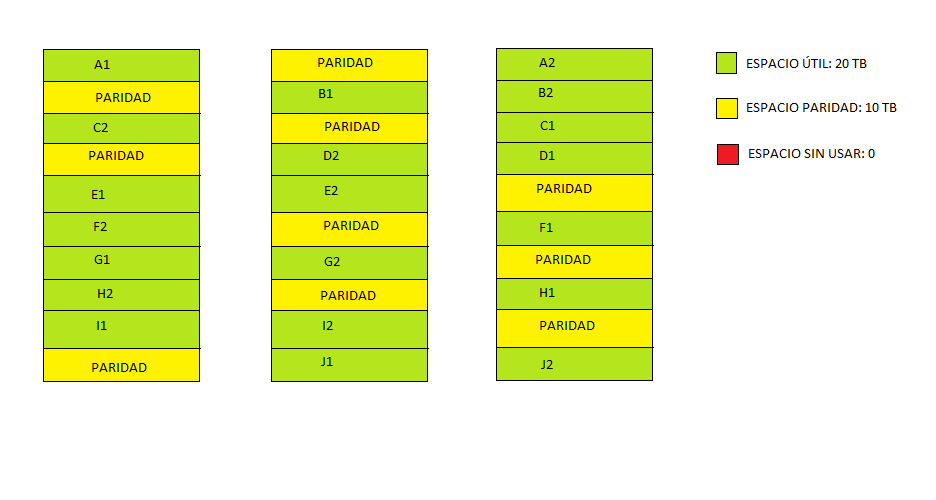 A1
PARIDAD
C2
PARIDAD
E1
F2
G1
H2
I1
PARIDAD
PARIDAD
B1
PARIDAD
D2
E2
PARIDAD
G2
PARIDAD
I2
J1
A2
B2
C1
D1
PARIDAD
F1
PARIDAD
H1
PARIDAD
J2
ESPACIO ÚTIL: 20 TB
ESPACIO PARIDAD: 10 TB
ESPACIO SIN USAR: 0